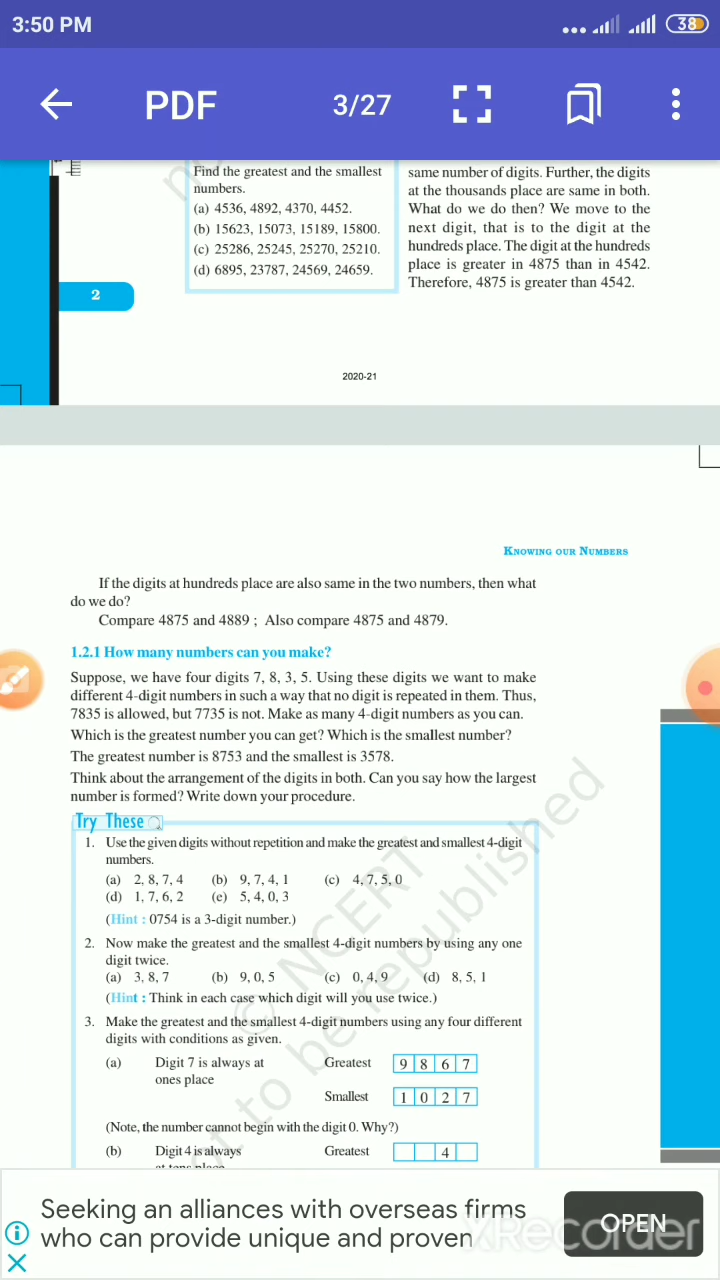 3:50 PM
38
PDF
3/27
Find the greatest and the smallest
numbers.
(a) 4536, 4892, 4370, 4452.
(b) 15623, 15073, 15189, 15800.
(c) 25286, 25245, 25270, 25210.
(d) 6895, 23787, 24569, 24659.
same number of digits. Further, the digits
at the thousands place are same in both.
What do we do then? We move to the
next digit, that is to the digit at the
hundreds place. The digit at the hundreds
place is greater in 4875 than in 4542.
Therefore, 4875 is greater than 4542.
2
2020-21
KNOWING OUR NUMBERS
If the digits at hundreds place are also same in the two numbers, then what
do we do?
Compare 4875 and 4889 ; Also compare 4875 and 4879.
1.2.1 How many numbers can you make?
Suppose, we have four digits 7, 8, 3, 5. Using these digits we want to make
different 4-digit numbers in such a way that no digit is repeated in them. Thus,
7835 is allowed, but 7735 is not. Make as many 4-digit numbers as you can.
Which is the greatest number you can get? Which is the smallest number?
The greatest number is 8753 and the smallest is 3578.
Think about the arrangement of the digits in both. Can you say how the largest
number is formed? Write down your procedure.
Try These
1. Use the given digits without repetition and make the greatest and smallest 4-digit
numbers.
(a) 2, 8, 7, 4 (b) 9, 7, 4, 1 (c) 4, 7, 5, 0
(d) 1, 7, 6, 2 (e) 5, 4, 0, 3
(Hint : 0754 is a 3-digit number.)
2. Now make the greatest and the smallest 4-digit numbers by using any one
digit twice.
(a) 3, 8, 7 (b) 9, 0, 5 (c) 0, 4, 9 (d) 8, 5, 1
(Hint : Think in each case which digit will you use twice.)
3. Make the greatest and the smallest 4-digit numbers using any four different
digits with conditions as given.
(a) Digit 7 is always at Greatest 9 8 6 7
ones place
Smallest 1 0 2 7
(Note, the number cannot begin with the digit 0. Why?)
(b) Digit 4 is always Greatest 4
at tens place
© NCERT
not to be republished
Seeking an alliances with overseas firms
who can provide unique and proven
OPEN
XRecorder